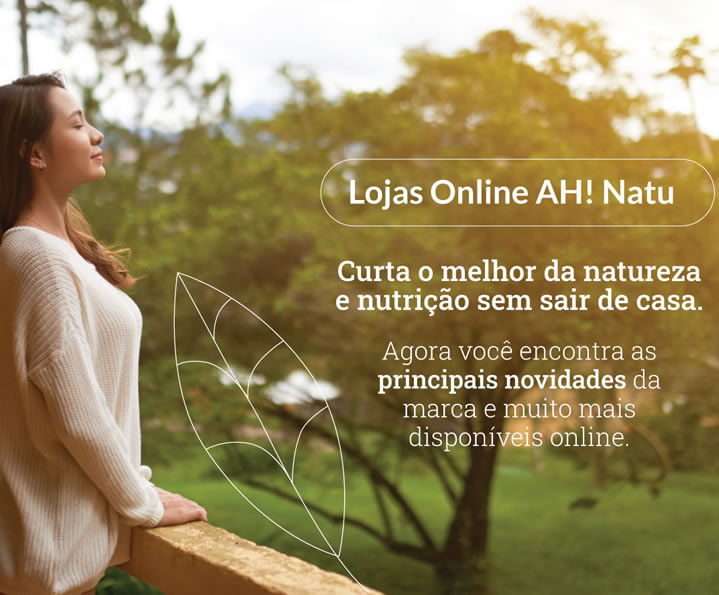 Lojas Online AH! Natu
Curta o melhor da natureza
e nutrição sem sair de casa.
Agora você encontra as
principais novidades da
marca e muito mais
disponíveis online.